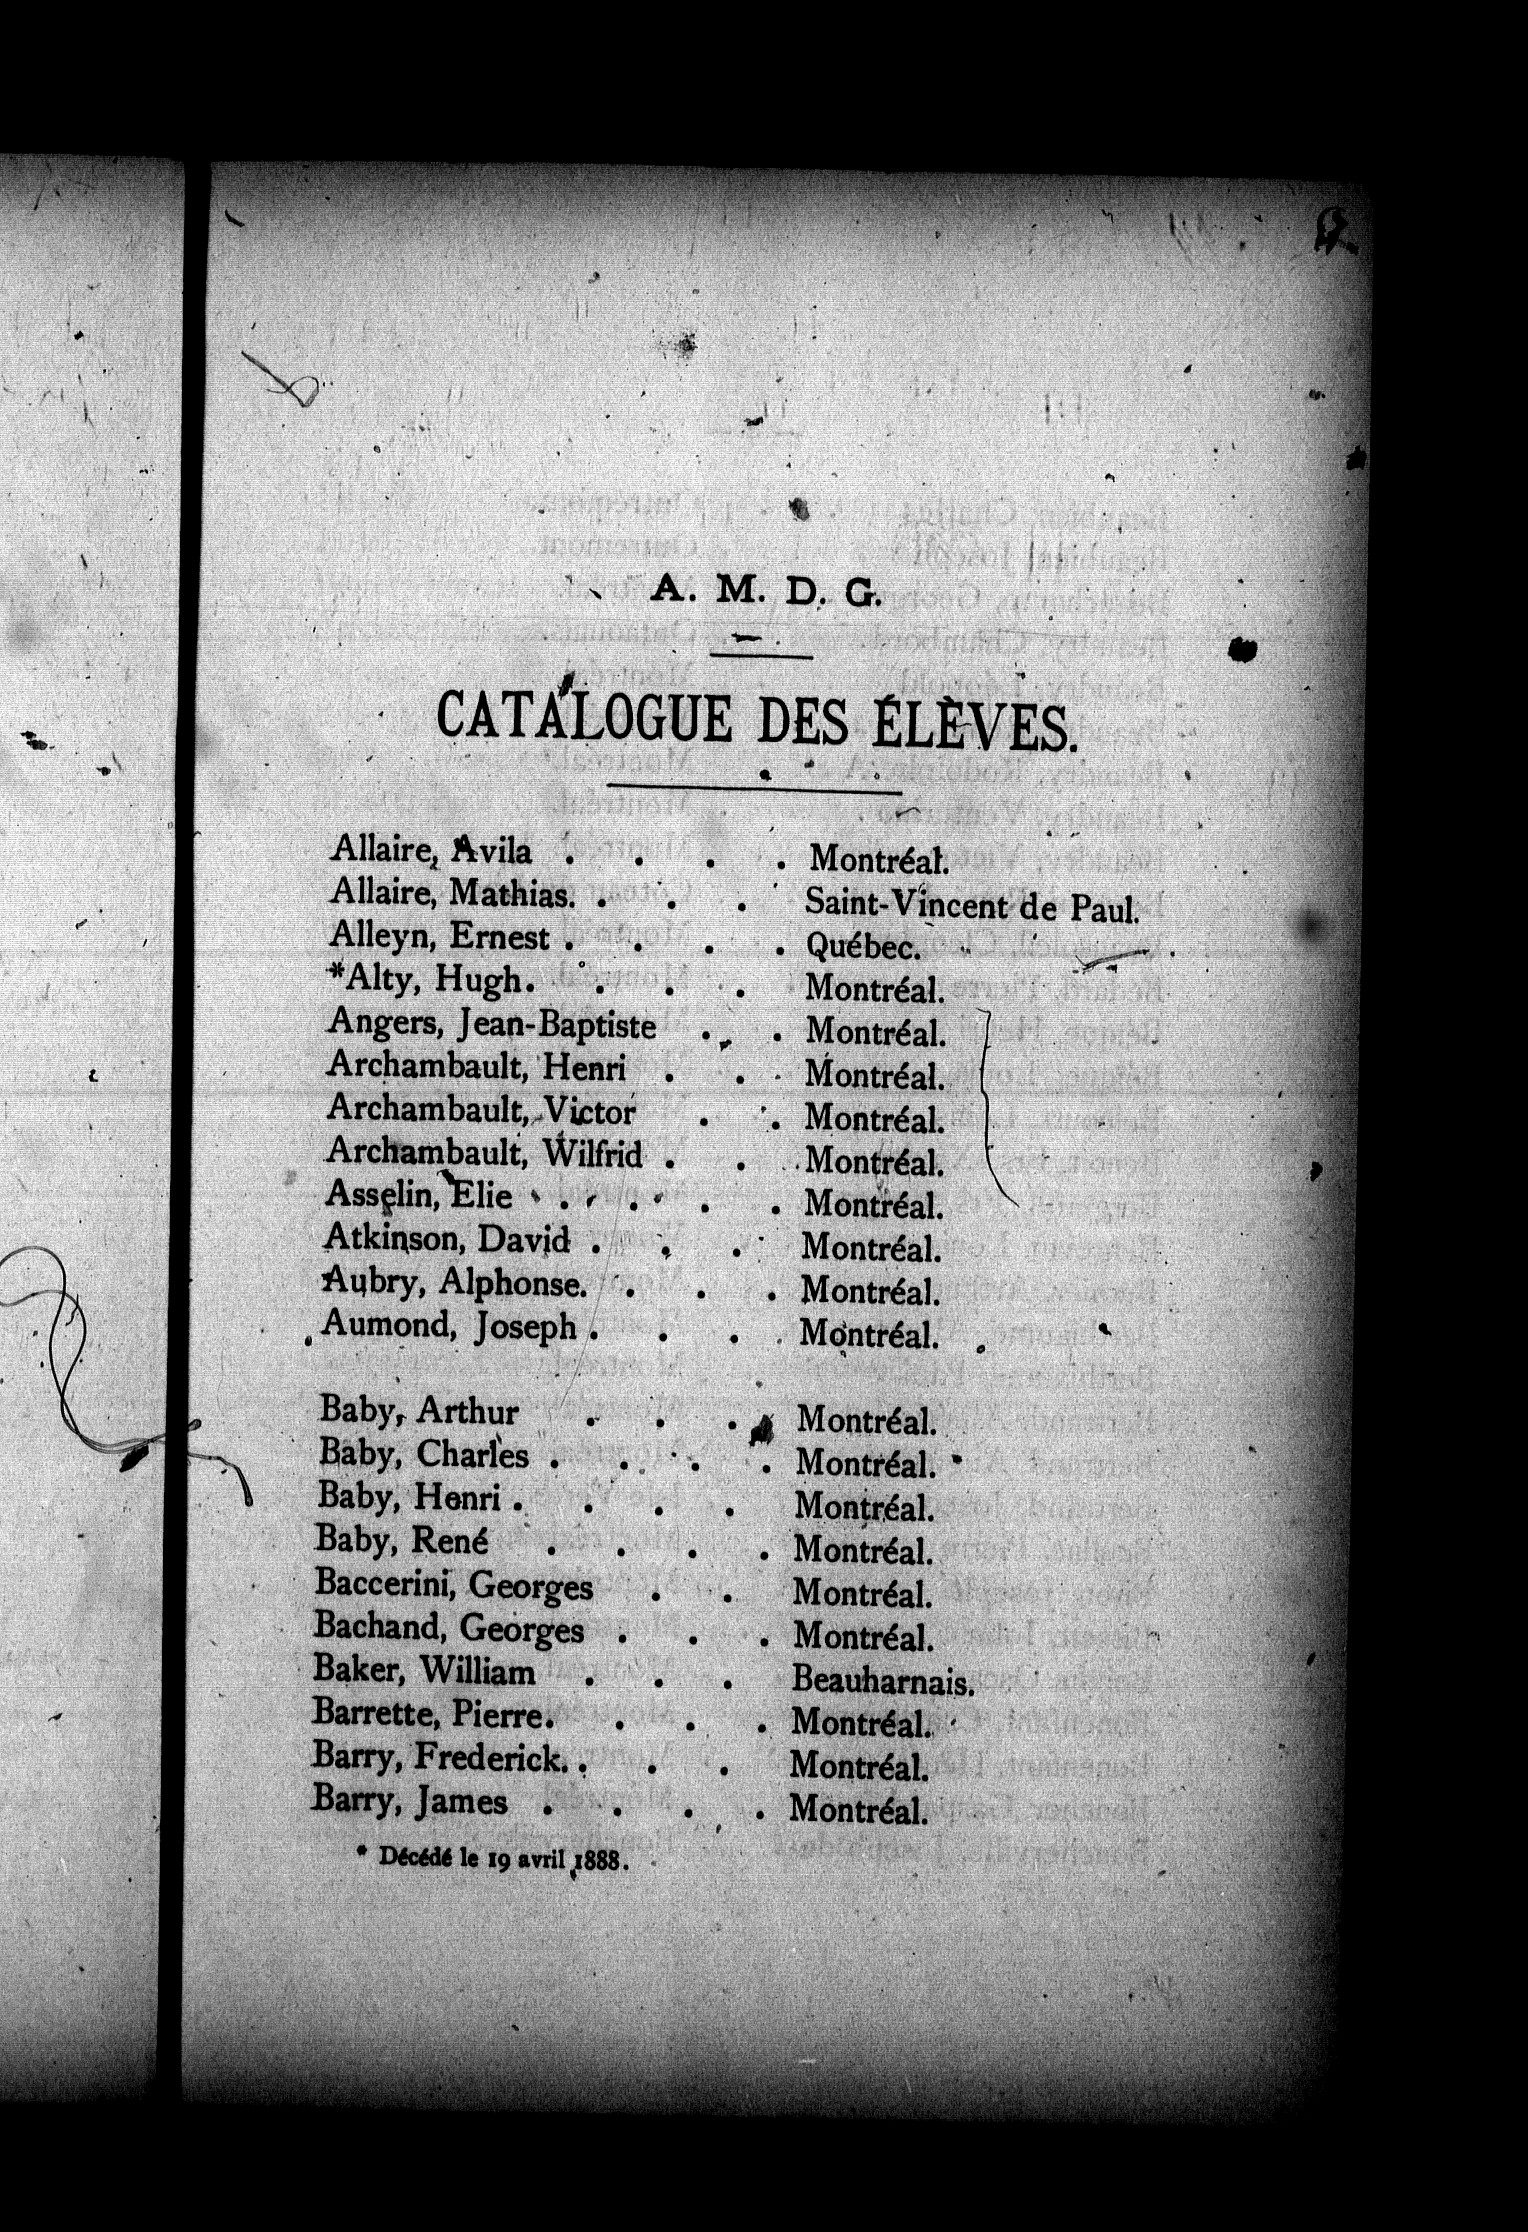 A. M. D. G.
CATALOGUE DES ÉLÈVES.
Allaire, Avila . . . . Montréal.
Allaire, Mathias. . . . Saint-Vincent de Paul.
Alleyn, Ernest . . . . Québec.
*Alty, Hugh. . . . Montréal.
Angers, Jean-Baptiste . . Montréal.
Archambault, Henri . . Montréal.
Archambault, Victor . . Montréal.
Archambault, Wilfrid . . Montréal.
Asselin, Elie . . . . Montréal.
Atkinson, David . . . Montréal.
Aubry, Alphonse. . . . Montréal.
Aumond, Joseph . . . Montréal.
Baby, Arthur . . . Montréal.
Baby, Charles . . . . Montréal.
Baby, Henri . . . . Montréal.
Baby, René . . . . Montréal.
Baccerini, Georges . . Montréal.
Bachand, Georges . . . Montréal.
Baker, William . . . Beauharnais.
Barrette, Pierre. . . . Montréal.
Barry, Frederick. . . . Montréal.
Barry, James . . . . Montréal.
* Décédé le 19 avril 1888.